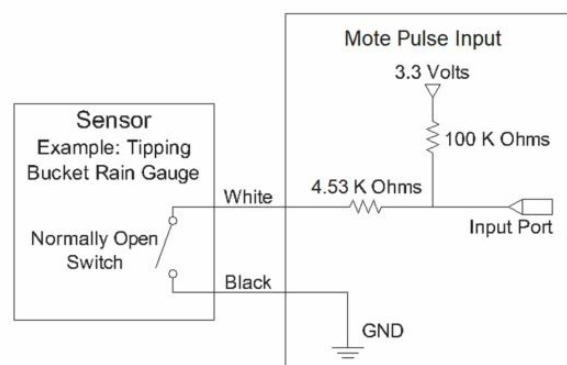 Mote Pulse Input
3.3 Volts
100 K Ohms
4.53 K Ohms
Input Port
GND
Sensor
Example: Tipping
Bucket Rain Gauge
White
Normally Open
Switch
Black